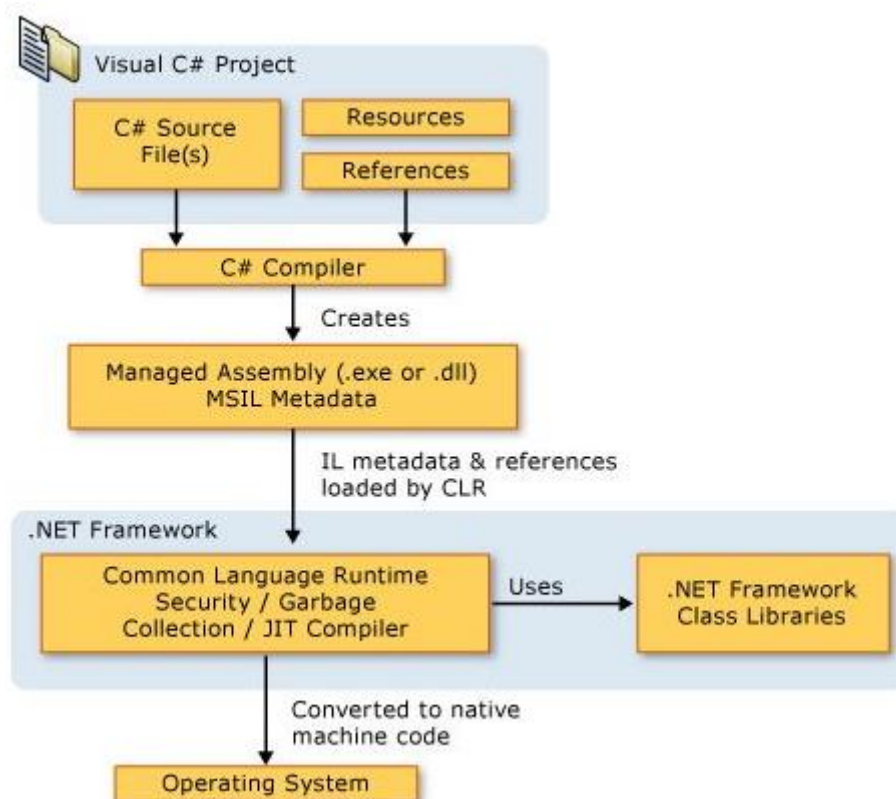 Visual C# Project
C# Source
File(s)
Resources
References
C# Compiler
Creates
Managed Assembly (.exe or .dll)
MSIL Metadata
IL metadata & references
loaded by CLR
.NET Framework
Common Language Runtime
Security / Garbage
Collection / JIT Compiler
Uses
.NET Framework
Class Libraries
Converted to native
machine code
Operating System